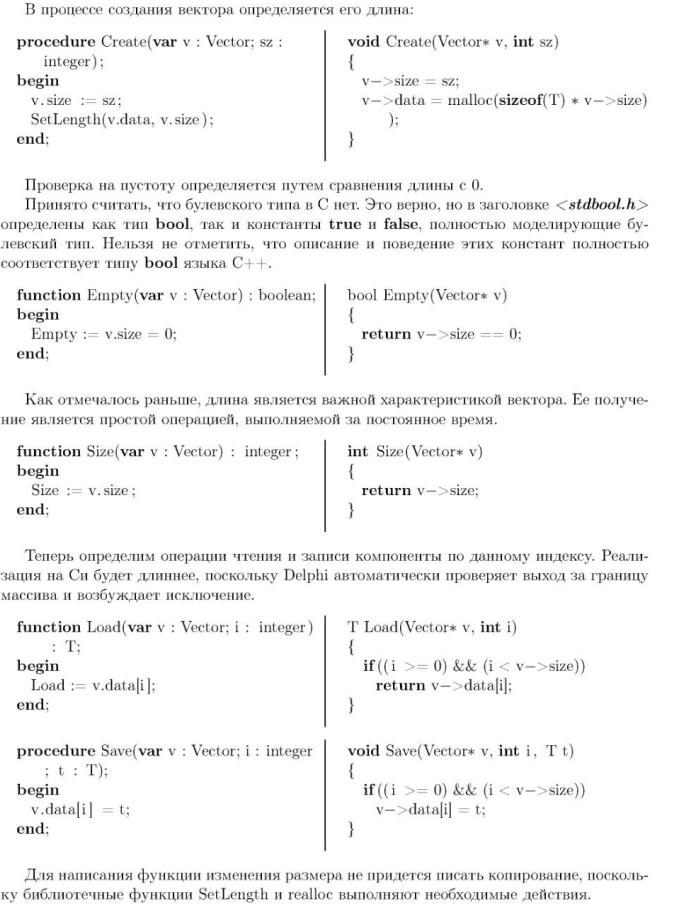 В процессе создания вектора определяется его длина:
procedure Create(var v : Vector; sz :
integer);
begin
v.size := sz;
SetLength(v.data, v.size);
end;
void Create(Vector* v, int sz)
{
v−>size = sz;
v−>data = malloc(sizeof(T) * v−>size)
);
}
Проверка на пустоту определяется путем сравнения длины с 0.
Принято считать, что булевского типа в C нет. Это верно, но в заголовке <stdbool.h>
определены как тип bool, так и константы true и false, полностью моделирующие бу-
левский тип. Нельзя не отметить, что описание и поведение этих констант полностью
соответствует типу bool языка C++.
function Empty(var v : Vector) : boolean;
begin
Empty := v.size = 0;
end;
bool Empty(Vector* v)
{
return v−>size == 0;
}
Как отмечалось раньше, длина является важной характеристикой вектора. Ее получе-
ние является простой операцией, выполняемой за постоянное время.
function Size(var v : Vector) : integer;
begin
Size := v.size;
end;
int Size(Vector* v)
{
return v−>size;
}
Теперь определим операции чтения и записи компоненты по данному индексу. Реали-
зация на Си будет длиннее, поскольку Delphi автоматически проверяет выход за границу
массива и возбуждает исключение.
function Load(var v : Vector; i : integer)
: T;
begin
Load := v.data[i];
end;
T Load(Vector* v, int i)
{
if((i >= 0) && (i < v−>size))
return v−>data[i];
}
procedure Save(var v : Vector; i : integer
; t : T);
begin
v.data[i] = t;
end;
void Save(Vector* v, int i, T t)
{
if((i >= 0) && (i < v−>size))
v−>data[i] = t;
}
Для написания функции изменения размера не придется писать копирование, посколь-
ку библиотечные функции SetLength и realloc выполняют необходимые действия.